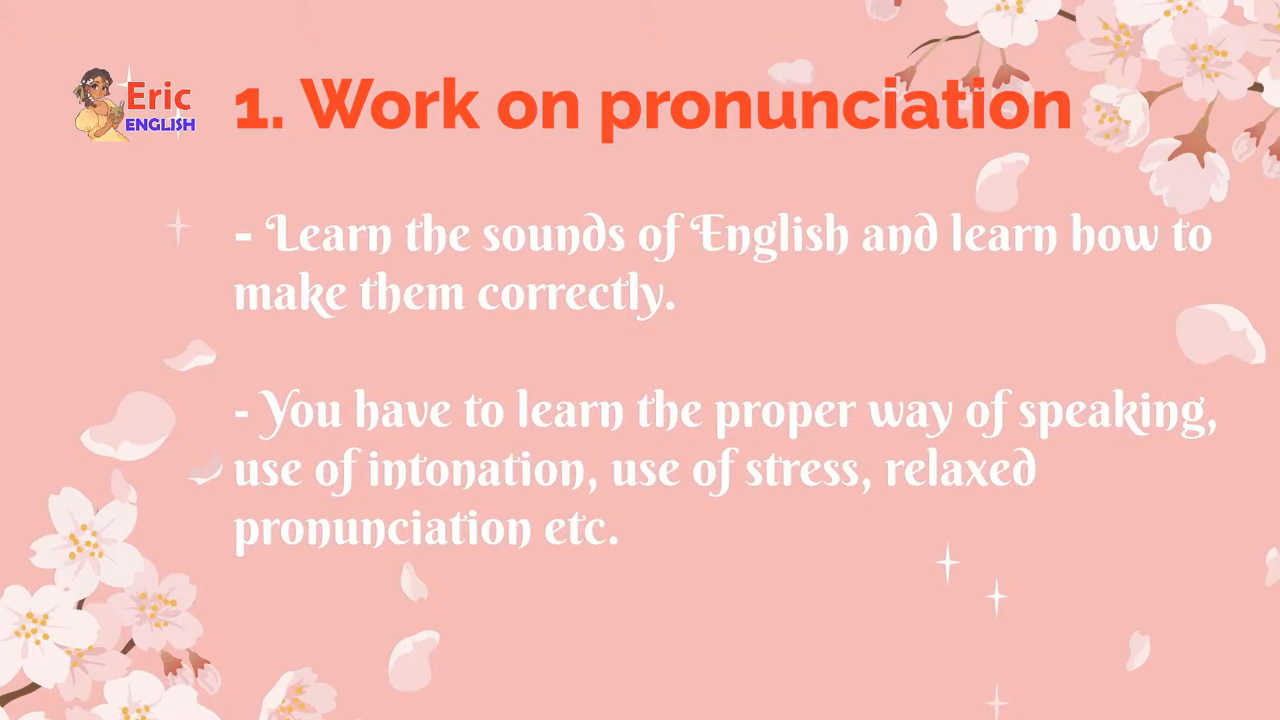 Eric
ENGLISH
1. Work on pronunciation
- Learn the sounds of English and learn how to
make them correctly.
- You have to learn the proper way of speaking,
use of intonation, use of stress, relaxed
pronunciation etc.